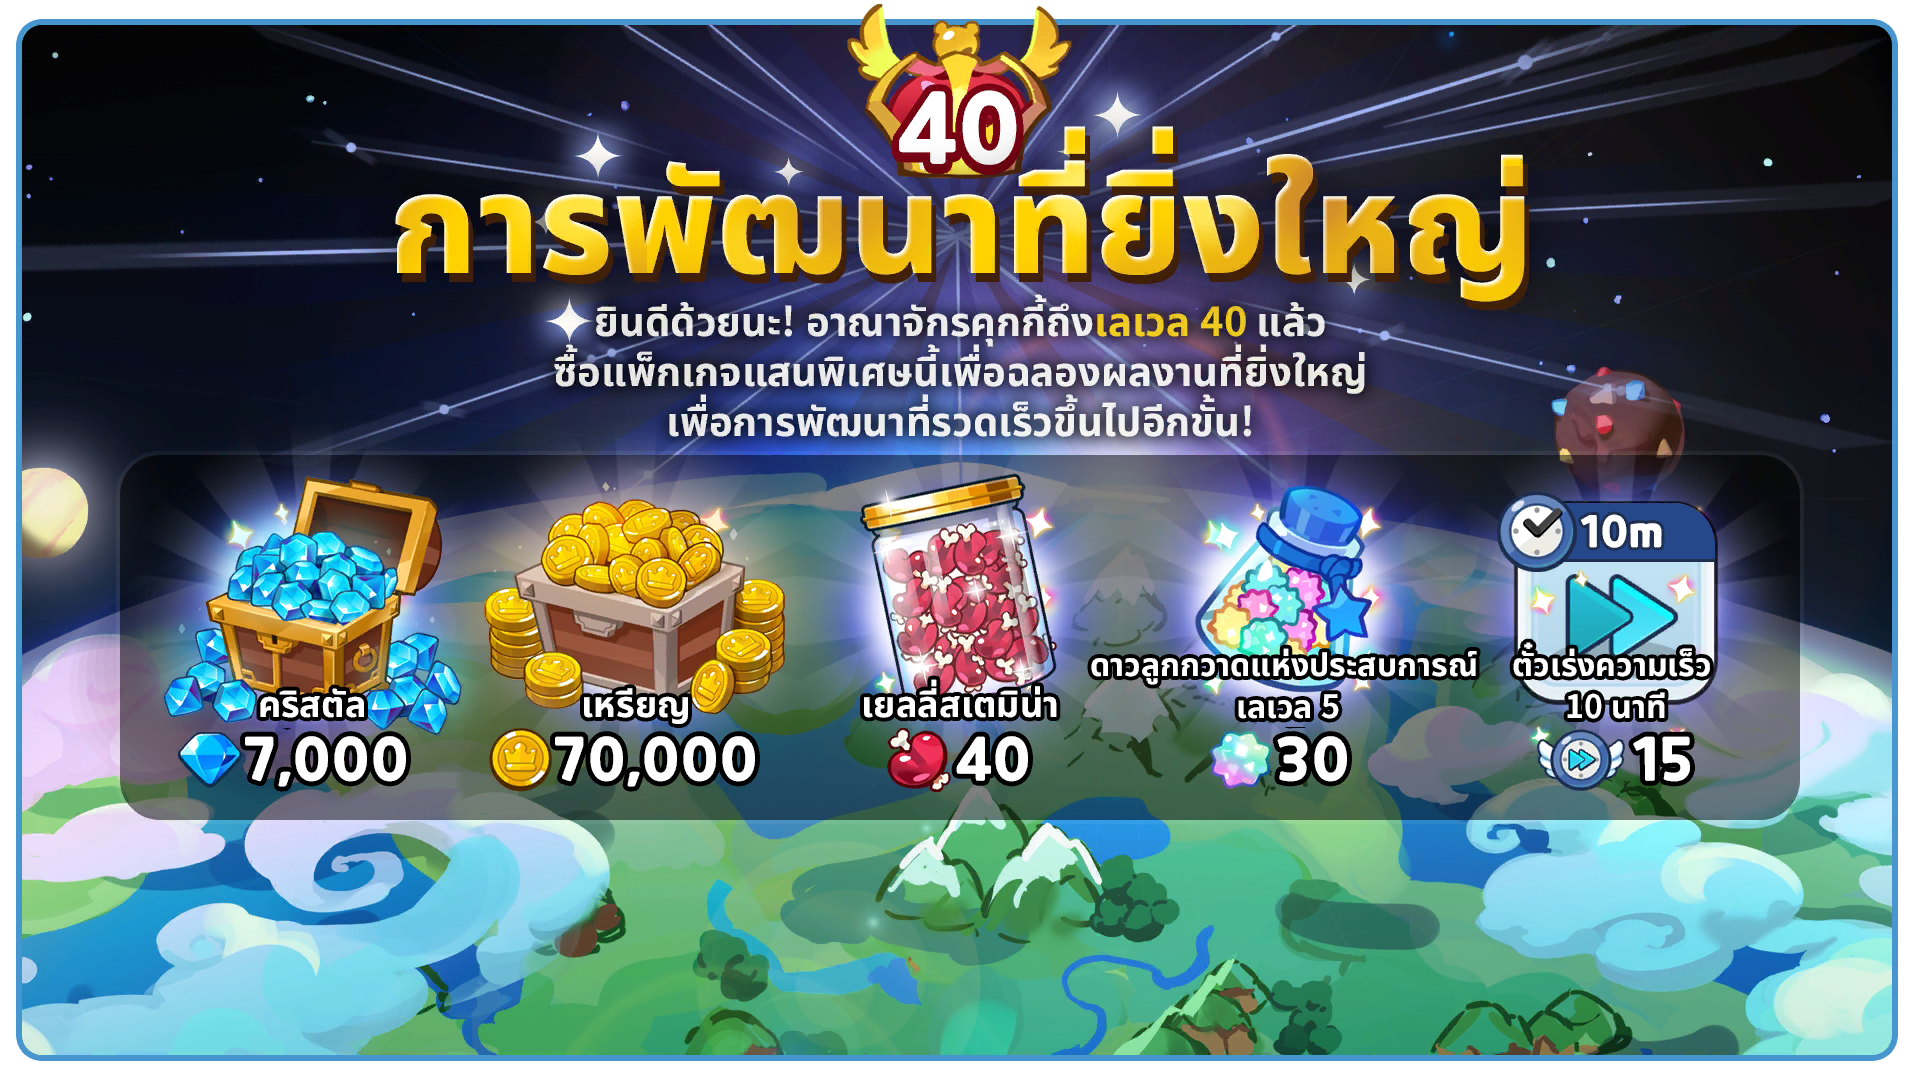 40
การพัฒนาที่ยิ่งใหญ่
ยินดีด้วยนะ! อาณาจักรคุกกี้ถึงเลเวล 40 แล้ว
ซื้อแพ็กเกจแสนพิเศษนี้เพื่อฉลองผลงานที่ยิ่งใหญ่
เพื่อการพัฒนาที่รวดเร็วขึ้นไปอีกขั้น!
คริสตัล
7,000
เหรียญ
70,000
เยลลี่สเตมิน่า
40
ดาวลูกกวาดแห่งประสบการณ์
เลเวล 5
30
10m
ตั๋วเร่งความเร็ว
10 นาที
15